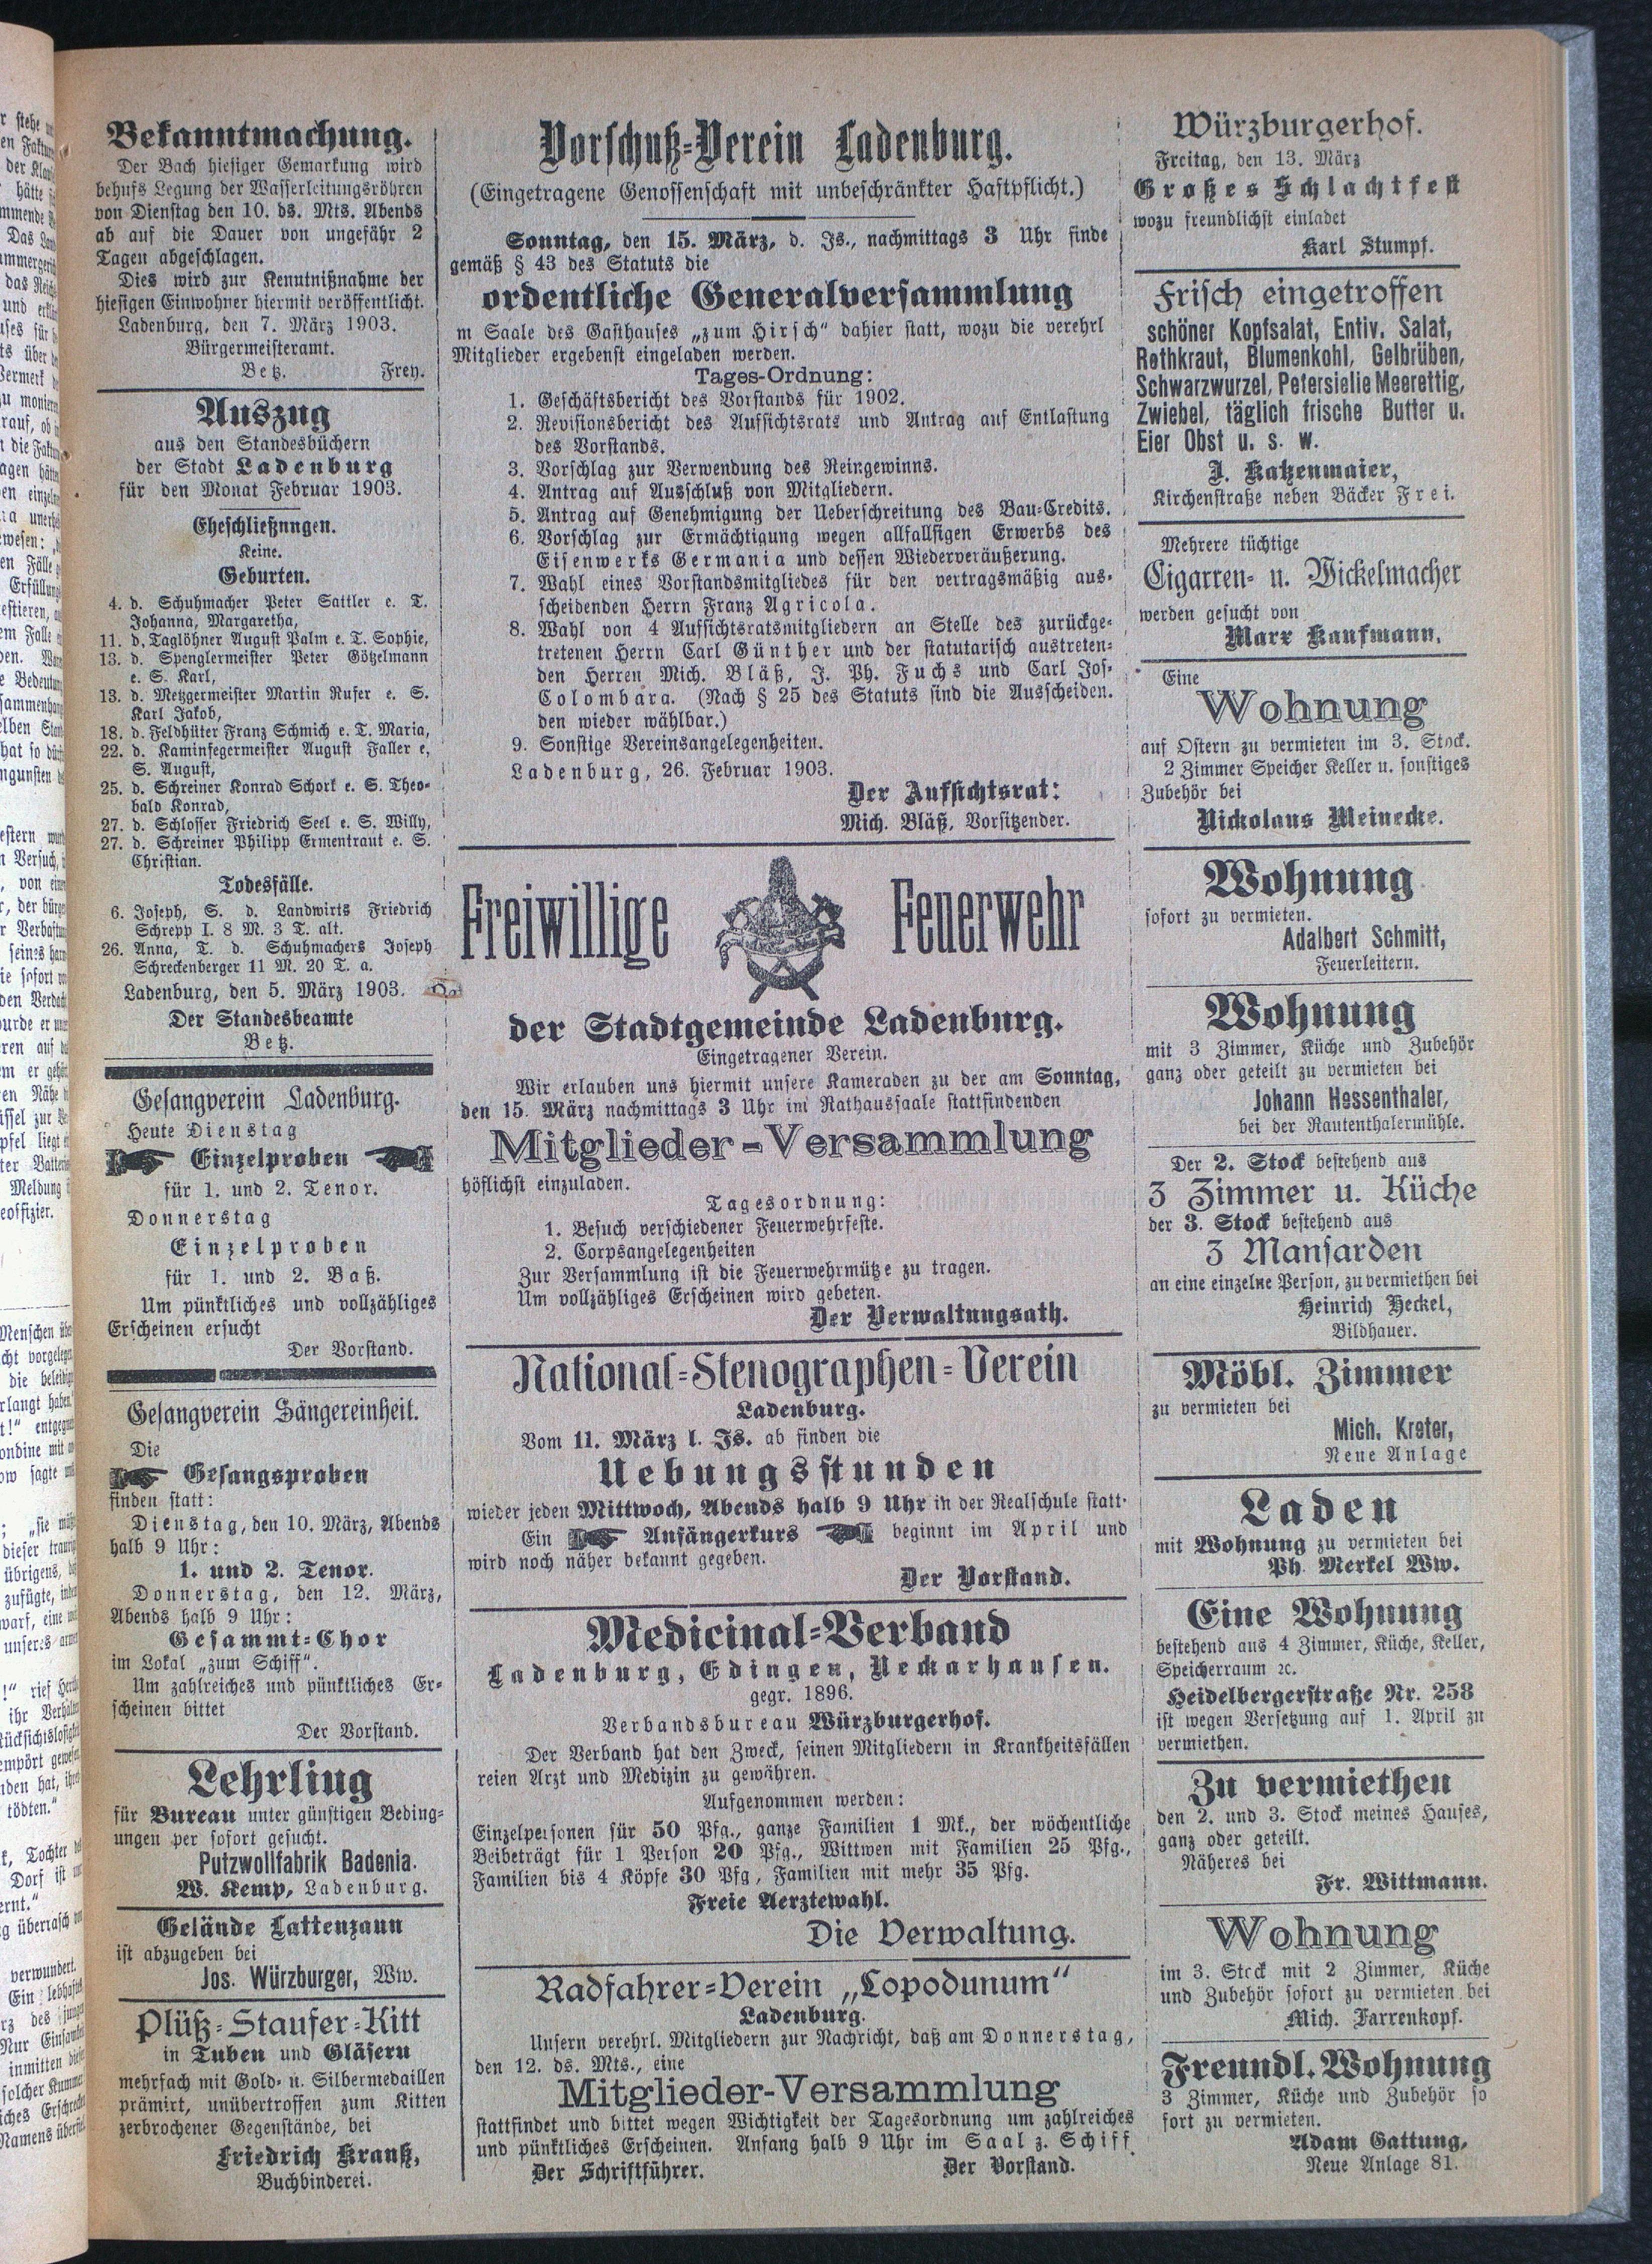 Bekanntmachung.
Der Bach hiesiger Gemarkung wird
behufs Legung der Wasserleitungsröhren
von Dienstag den 10. ds. Mts. Abends
ab auf die Dauer von ungefähr 2
Tagen abgeschlagen.
Dies wird zur Kenntnißnahme der
hiesigen Einwohner hiermit veröffentlicht.
Ladenburg, den 7. März 1903.
Bürgermeisteramt.
Betz. Frey.
Auszug
aus den Standesbüchern
der Stadt Ladenburg
für den Monat Februar 1903.
Eheschließungen.
Keine.
Geburten.
4. d. Schuhmacher Peter Sattler e. T.
Johanna, Margaretha,
11. d. Taglöhner August Palm e. T. Sophie,
13. d. Spenglermeister Peter Götzelmann
e. S. Karl,
13. d. Metzgermeister Martin Rufer e. S.
Karl Jakob,
18. d. Feldhüter Franz Schmich e. T. Maria,
22. d. Kaminfegermeister August Faller e,
S. August,
25. d. Schreiner Konrad Schork e. S. Theo-
bald Konrad,
27. d. Schlosser Friedrich Seel e. S. Willy,
27. d. Schreiner Philipp Ermentraut e. S.
Christian.
Todesfälle.
6. Joseph, S. d. Landwirts Friedrich
Schrepp I. 8 M. 3 T. alt.
26. Anna, T. d. Schuhmachers Joseph
Schreckenberger 11 M. 20 T. a.
Ladenburg, den 5. März 1903.
Der Standesbeamte
Betz.
Gesangverein Ladenburg.
Heute Dienstag
Einzelproben
für 1. und 2. Tenor.
Donnerstag
Einzelproben
für 1. und 2. Baß.
Um pünktliches und vollzähliges
Erscheinen ersucht
Der Vorstand.
Gesangverein Sängereinheit.
Die
Gesangsproben
finden statt:
Dienstag, den 10. März, Abends
halb 9 Uhr:
1. und 2. Tenor.
Donnerstag, den 12. März,
Abends halb 9 Uhr:
Gesammt-Chor
im Lokal „zum Schiff“.
Um zahlreiches und pünktliches Er-
scheinen bittet
Der Vorstand.
Lehrling
für Bureau unter günstigen Beding-
ungen per sofort gesucht.
Putzwollfabrik Badenia.
W. Kemp, Ladenburg.
Gelände Lattenzaun
ist abzugeben bei
Jos. Würzburger, Ww.
Plüß-Staufer-Kitt
in Tuben und Gläsern
mehrfach mit Gold- u. Silbermedaillen
prämirt, unübertroffen zum Kitten
zerbrochener Gegenstände, bei
Friedrich Krauß,
Buchbinderei.
Vorschuß-Verein Ladenburg.
(Eingetragene Genossenschaft mit unbeschränkter Haftpflicht.)
Sonntag, den 15. März, d. Js., nachmittags 3 Uhr finde
gemäß § 43 des Statuts die
ordentliche Generalversammlung
m Saale des Gasthauses „zum Hirsch“ dahier statt, wozu die verehrl
Mitglieder ergebenst eingeladen werden.
Tages-Ordnung:
1. Geschäftsbericht des Vorstands für 1902.
2. Revisionsbericht des Aufsichtsrats und Antrag auf Entlastung
des Vorstands.
3. Vorschlag zur Verwendung des Reingewinns.
4. Antrag auf Ausschluß von Mitgliedern.
5. Antrag auf Genehmigung der Ueberschreitung des Bau-Credits.
6. Vorschlag zur Ermächtigung wegen allfallsigen Erwerbs des
Eisenwerks Germania und dessen Wiederveräußerung.
7. Wahl eines Vorstandsmitgliedes für den vertragsmäßig aus-
scheidenden Herrn Franz Agricola.
8. Wahl von 4 Aufsichtsratsmitgliedern an Stelle des zurückge-
tretenen Herrn Carl Günther und der statutarisch austreten-
den Herren Mich. Bläß, J. Ph. Fuchs und Carl Jos-
Colombara. (Nach § 25 des Statuts sind die Ausscheiden.
den wieder wählbar.)
9. Sonstige Vereinsangelegenheiten.
Ladenburg, 26. Februar 1903.
Der Aufsichtsrat:
Mich. Bläß, Vorsitzender.
Freiwillige Feuerwehr
der Stadtgemeinde Ladenburg.
Eingetragener Verein.
Wir erlauben uns hiermit unsere Kameraden zu der am Sonntag,
den 15. März nachmittags 3 Uhr im Rathaussaale stattfindenden
Mitglieder-Versammlung
höflichst einzuladen.
Tagesordnung:
1. Besuch verschiedener Feuerwehrfeste.
2. Corpsangelegenheiten
Zur Versammlung ist die Feuerwehrmütze zu tragen.
Um vollzähliges Erscheinen wird gebeten.
Der Verwaltungsath.
National-Stenographen-Verein
Ladenburg.
Vom 11. März l. Js. ab finden die
Uebungsstunden
wieder jeden Mittwoch, Abends halb 9 Uhr in der Realschule statt.
Ein Anfängerkurs beginnt im April und
wird noch näher bekannt gegeben.
Der Vorstand.
Medicinal-Verband
Ladenburg, Edingen, Neckarhausen.
gegr. 1896.
Verbandsbureau Würzburgerhof.
Der Verband hat den Zweck, seinen Mitgliedern in Krankheitsfällen
reien Arzt und Medizin zu gewähren.
Aufgenommen werden:
Einzelpersonen für 50 Pfg., ganze Familien 1 Mk., der wöchentliche
Beibeträgt für 1 Person 20 Pfg., Wittwen mit Familien 25 Pfg.,
Familien bis 4 Köpfe 30 Pfg, Familien mit mehr 35 Pfg.
Freie Aerztewahl.
Die Verwaltung.
Radfahrer-Verein „Lopodunum“
Ladenburg.
Unsern verehrl. Mitgliedern zur Nachricht, daß am Donnerstag,
den 12. ds. Mts., eine
Mitglieder-Versammlung
stattfindet und bittet wegen Wichtigkeit der Tagesordnung um zahlreiches
und pünktliches Erscheinen. Anfang halb 9 Uhr im Saal z. Schiff.
Der Schriftführer. Der Vorstand.
Würzburgerhof.
Freitag, den 13. März
Großes Schlachtfest
wozu freundlichst einladet
Karl Stumpf.
Frisch eingetroffen
schöner Kopfsalat, Entiv. Salat,
Rothkraut, Blumenkohl, Gelbrüben,
Schwarzwurzel, Petersielie Meerettig,
Zwiebel, täglich frische Butter u.
Eier Obst u. s. w.
J. Katzenmaier,
Kirchenstraße neben Bäcker Frei.
Mehrere tüchtige
Cigarren- u. Wickelmacher
werden gesucht von
Marx Kaufmann.
Eine
Wohnung
auf Ostern zu vermieten im 3. Stock.
2 Zimmer Speicher Keller u. sonstiges
Zubehör bei
Nickolaus Meinecke.
Wohnung
sofort zu vermieten.
Adalbert Schmitt,
Feuerleitern.
Wohnung
mit 3 Zimmer, Küche und Zubehör
ganz oder geteilt zu vermieten bei
Johann Hessenthaler,
bei der Rautenthalermühle.
Der 2. Stock bestehend aus
3 Zimmer u. Küche
der 3. Stock bestehend aus
3 Mansarden
an eine einzelne Person, zu vermiethen bei
Heinrich Heckel,
Bildhauer.
Möbl. Zimmer
zu vermieten bei
Mich. Kreter,
Neue Anlage
Laden
mit Wohnung zu vermieten bei
Ph. Merkel Ww.
Eine Wohnung
bestehend aus 4 Zimmer, Küche, Keller,
Speicherraum ꝛc.
Heidelbergerstraße Nr. 258
ist wegen Versetzung auf 1. April zu
vermiethen.
Zu vermiethen
den 2. und 3. Stock meines Hauses,
ganz oder geteilt.
Näheres bei
Fr. Wittmann.
Wohnung
im 3. Stock mit 2 Zimmer, Küche
und Zubehör sofort zu vermieten bei
Mich. Farrenkopf.
Freundl. Wohnung
3 Zimmer, Küche und Zubehör so
fort zu vermieten.
Adam Gattung,
Neue Anlage 81.